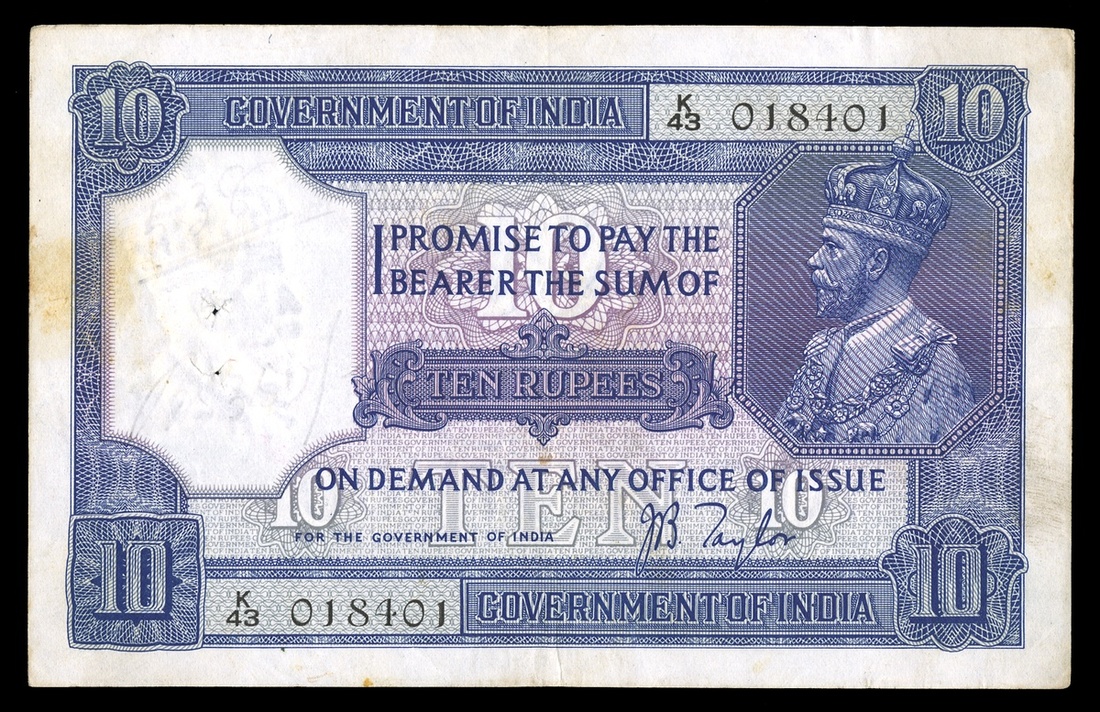 10 GOVERNMENT OF INDIA K/43 018401 10
10
I PROMISE TO PAY THE
BEARER THE SUM OF
TEN RUPEES
ON DEMAND AT ANY OFFICE OF ISSUE
10 TEN 10
FOR THE GOVERNMENT OF INDIA J B Taylor
10 10
K/43 018401 GOVERNMENT OF INDIA